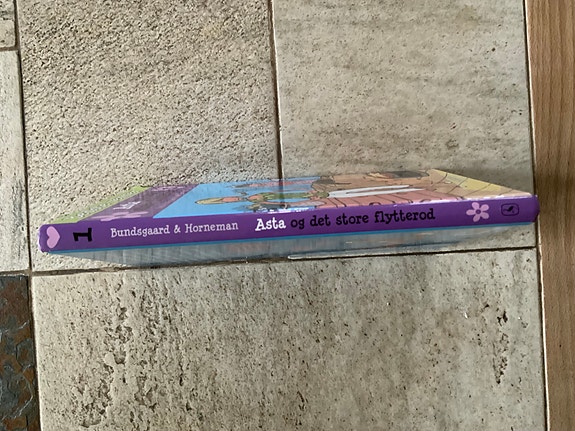 1 Bundsgaard & Horneman Asta og det store flytterod